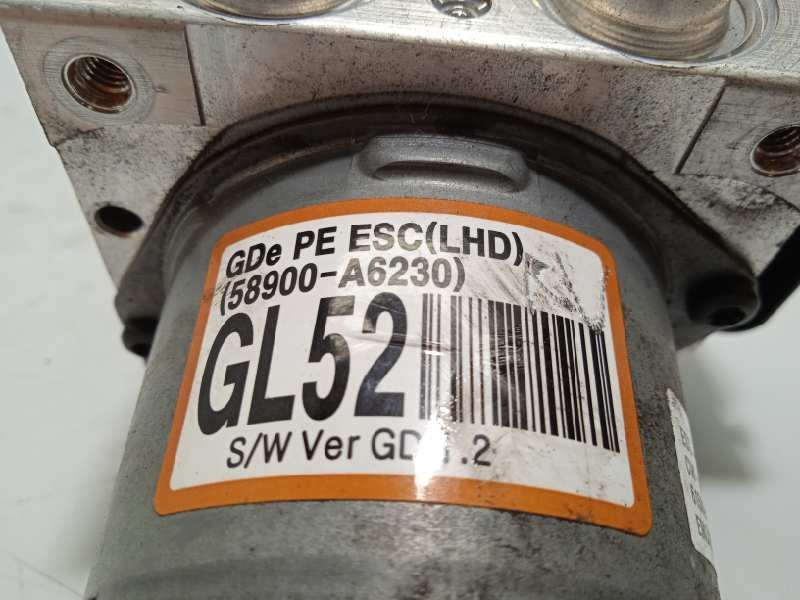 GDe PE ESC(LHD)
(58900-A6230)
GL52
S/W Ver